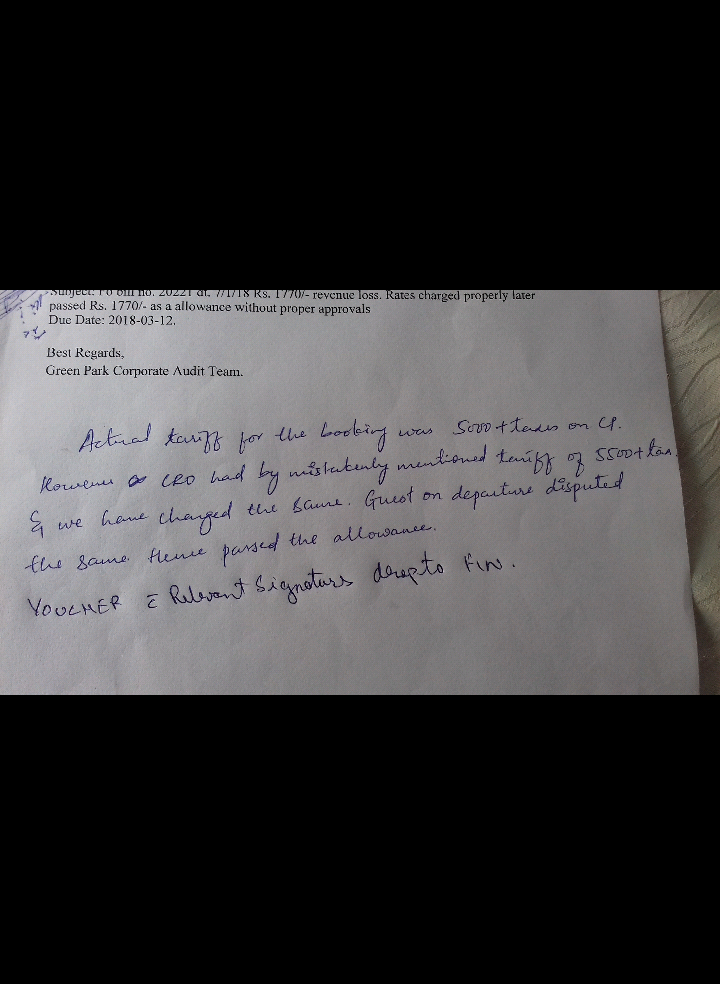 Subject: Fo bill no. 20221 dt. 7/1/18 Rs. 1770/- revenue loss. Rates charged properly later
passed Rs. 1770/- as a allowance without proper approvals
Due Date: 2018-03-12.
Best Regards,
Green Park Corporate Audit Team.
Actual tariff for the booking was 5000+taxes on CP.
However CRO had by mistakenly mentioned tariff of 5500+tax
& we have charged the same. Guest on departure disputed
the same. Hence passed the allowance.
VOUCHER c̄ Relevant Signatures to FIN.